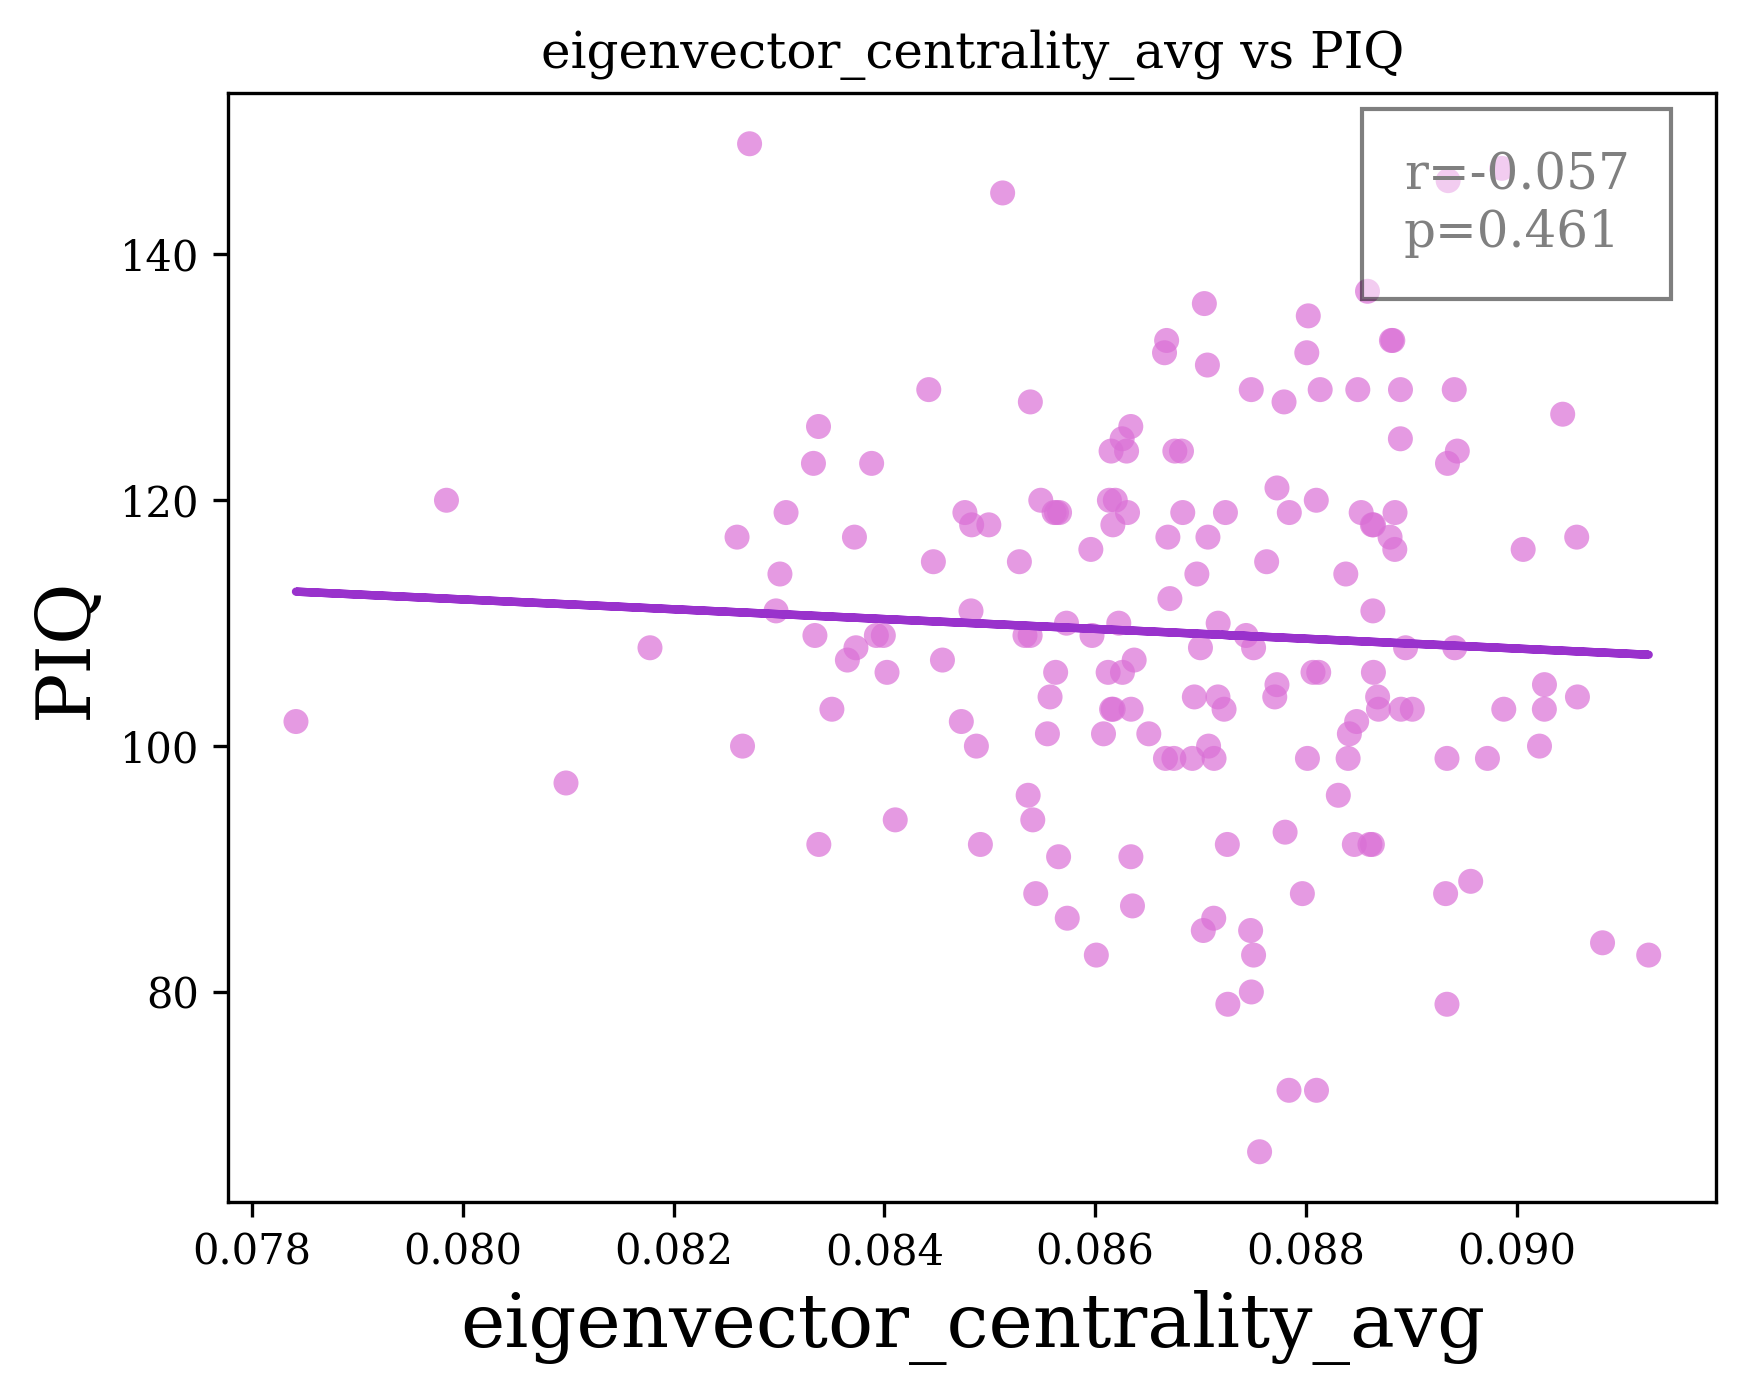 eigenvector_centrality_avg vs PIQ
r=-0.057
p=0.461
140
120
100
80
PIQ
0.078 0.080 0.082 0.084 0.086 0.088 0.090
eigenvector_centrality_avg